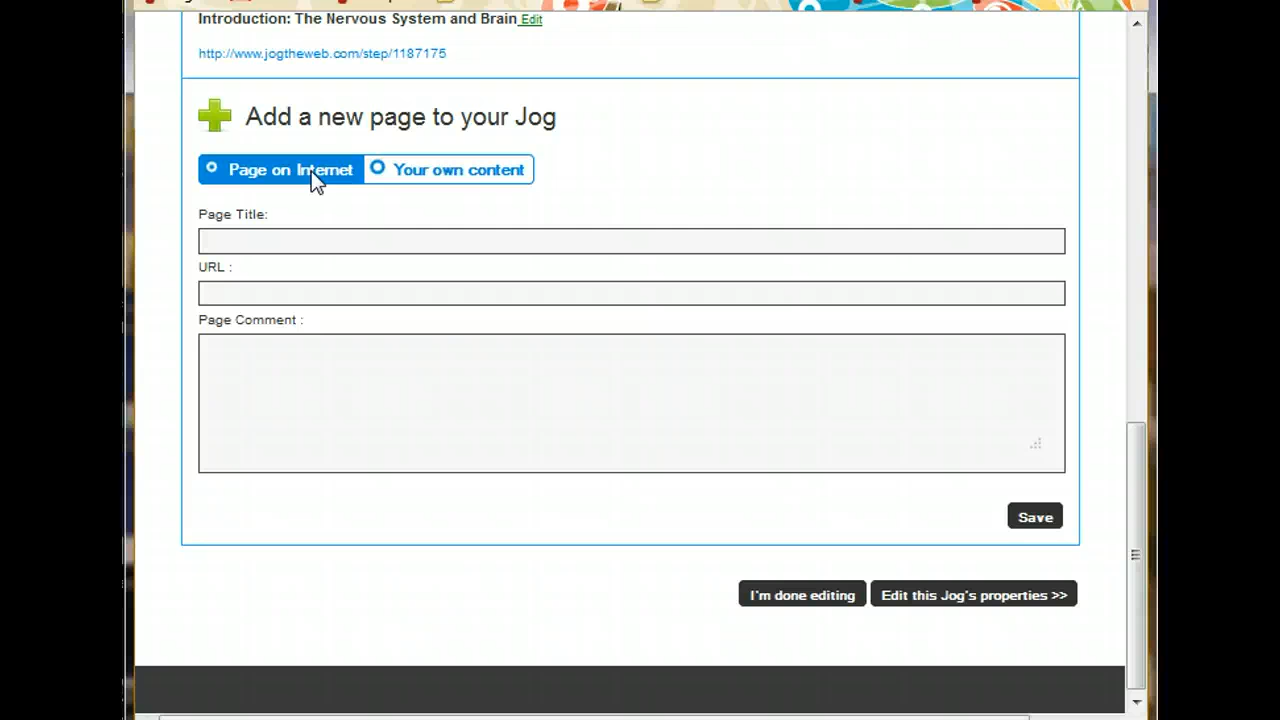 Introduction: The Nervous System and Brain Edit
http://www.jogtheweb.com/step/1187175
Add a new page to your Jog
Page on Internet Your own content
Page Title:
URL :
Page Comment :
Save
I'm done editing Edit this Jog's properties >>